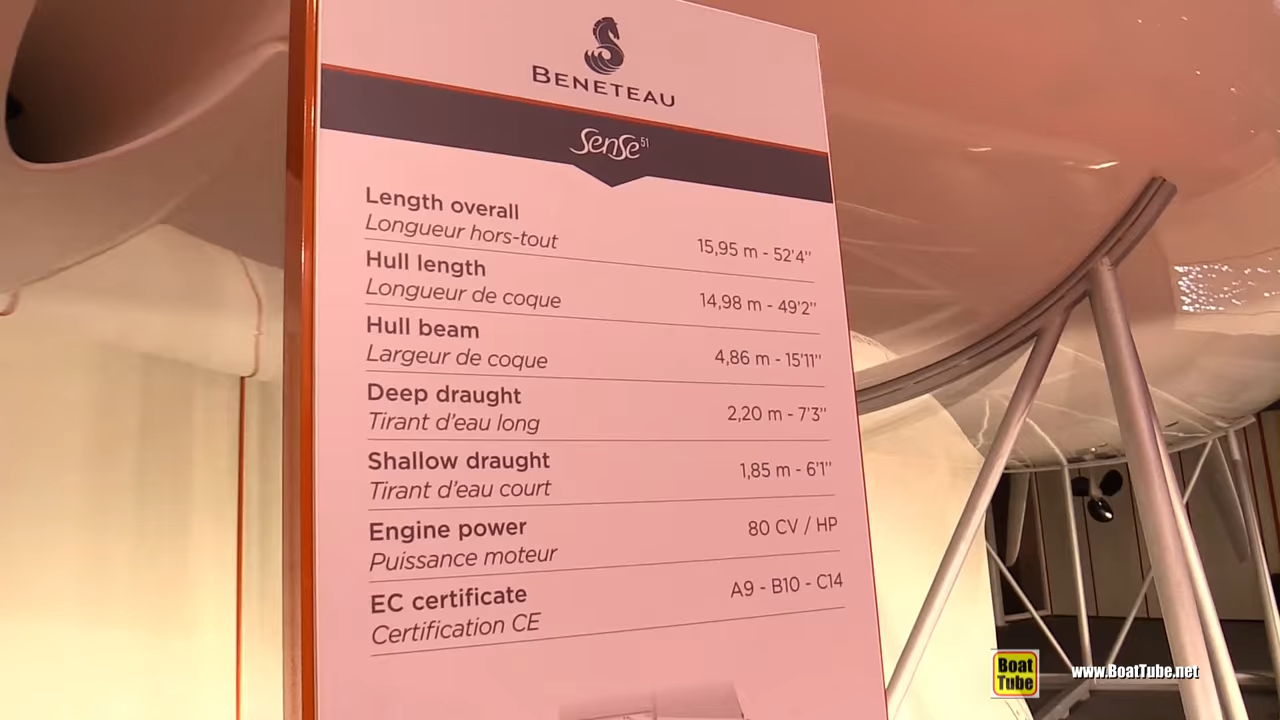 BENETEAU
SenSe 51
Length overall
Longueur hors-tout
15,95 m - 52'4''
Hull length
Longueur de coque
14,98 m - 49'2''
Hull beam
Largeur de coque
4,86 m - 15'11''
Deep draught
Tirant d'eau long
2,20 m - 7'3''
Shallow draught
Tirant d'eau court
1,85 m - 6'1''
Engine power
Puissance moteur
80 CV / HP
EC certificate
Certification CE
A9 - B10 - C14
Boat
Tube
www.BoatTube.net